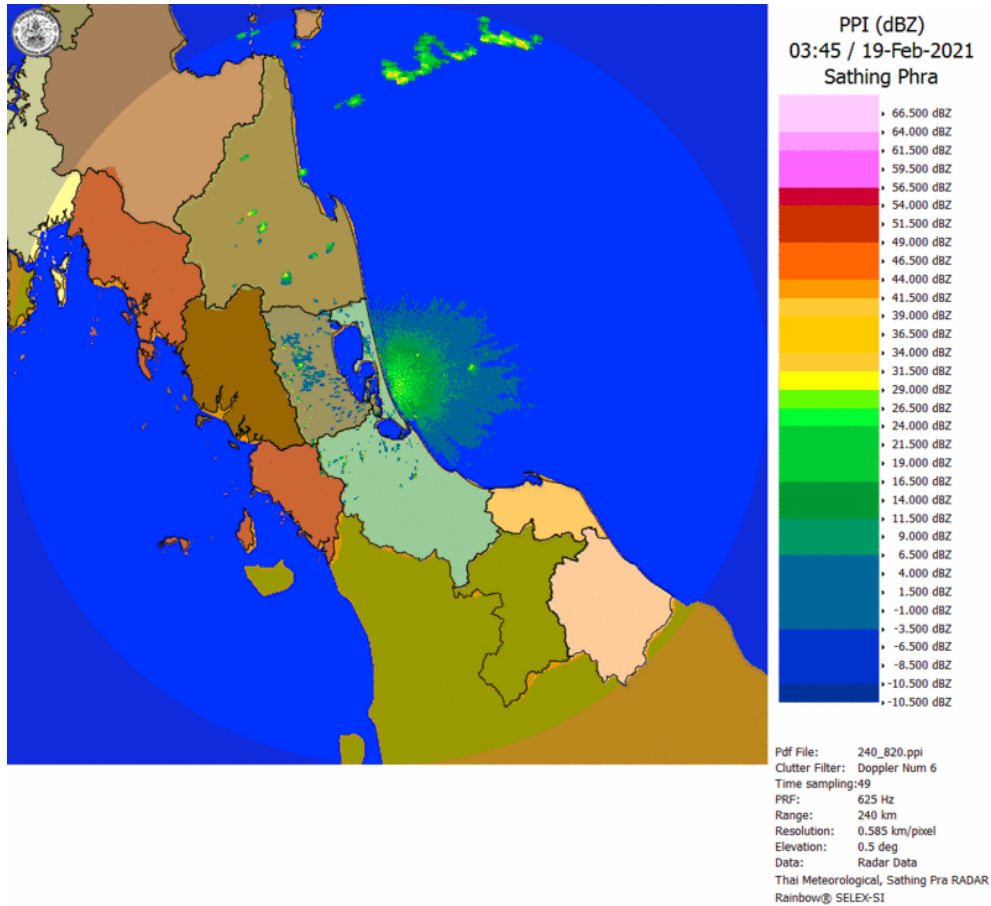 PPI (dBZ)
03:45 / 19-Feb-2021
Sathing Phra
66.500 dBZ
64.000 dBZ
61.500 dBZ
59.500 dBZ
56.500 dBZ
54.000 dBZ
51.500 dBZ
49.000 dBZ
46.500 dBZ
44.000 dBZ
41.500 dBZ
39.000 dBZ
36.500 dBZ
34.000 dBZ
31.500 dBZ
29.000 dBZ
26.500 dBZ
24.000 dBZ
21.500 dBZ
19.000 dBZ
16.500 dBZ
14.000 dBZ
11.500 dBZ
9.000 dBZ
6.500 dBZ
4.000 dBZ
1.500 dBZ
-1.000 dBZ
-3.500 dBZ
-6.500 dBZ
-8.500 dBZ
-10.500 dBZ
-10.500 dBZ
Pdf File: 240_820.ppi
Clutter Filter: Doppler Num 6
Time sampling:49
PRF: 625 Hz
Range: 240 km
Resolution: 0.585 km/pixel
Elevation: 0.5 deg
Data: Radar Data
Thai Meteorological, Sathing Pra RADAR
Rainbow® SELEX-SI